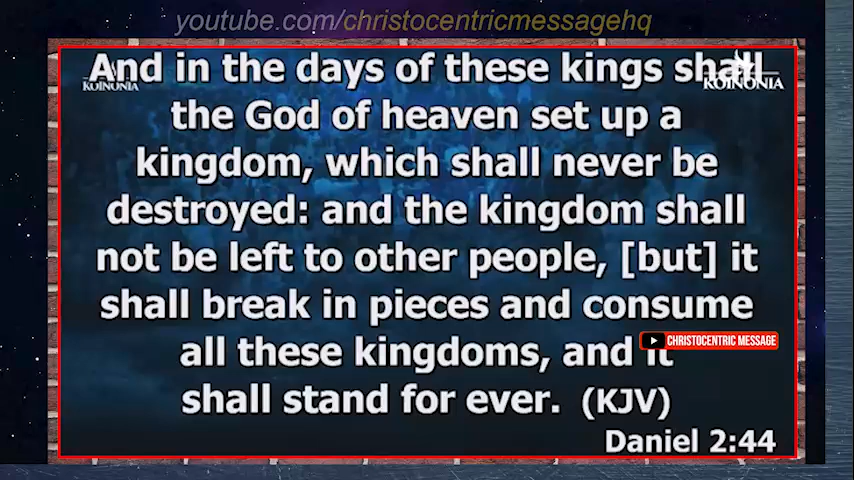 youtube.com/christocentricmessagehq
And in the days of these kings shall
KOINONIA
KOINONIA
the God of heaven set up a
kingdom, which shall never be
destroyed: and the kingdom shall
not be left to other people, [but] it
shall break in pieces and consume
all these kingdoms, and it
CHRISTOCENTRIC MESSAGE
shall stand for ever. (KJV)
Daniel 2:44